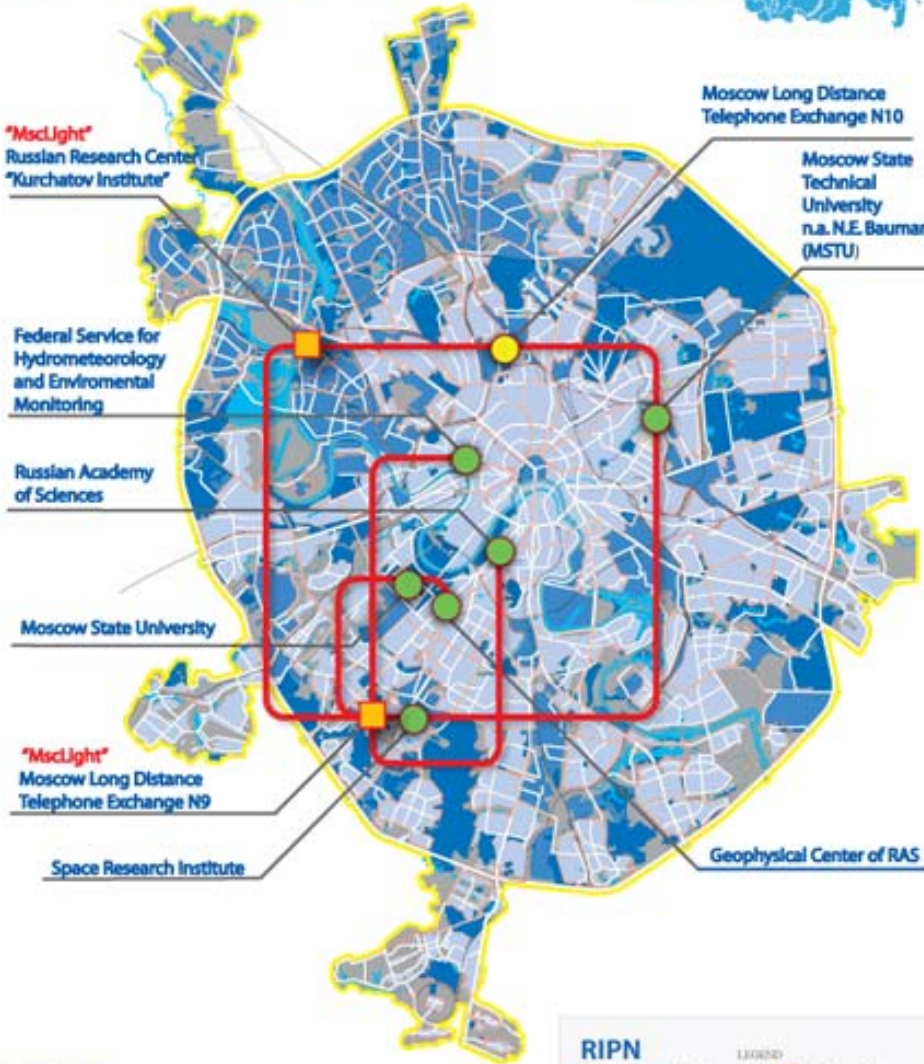 "MscLight"
Russian Research Center
"Kurchatov Institute"
Moscow Long Distance
Telephone Exchange N10
Moscow State
Technical
University
n.a. N.E. Bauman
(MSTU)
Federal Service for
Hydrometeorology
and Enviromental
Monitoring
Russian Academy
of Sciences
Moscow State University
"MscLight"
Moscow Long Distance
Telephone Exchange N9
Space Research Institute
Geophysical Center of RAS
RIPN
LEGEND